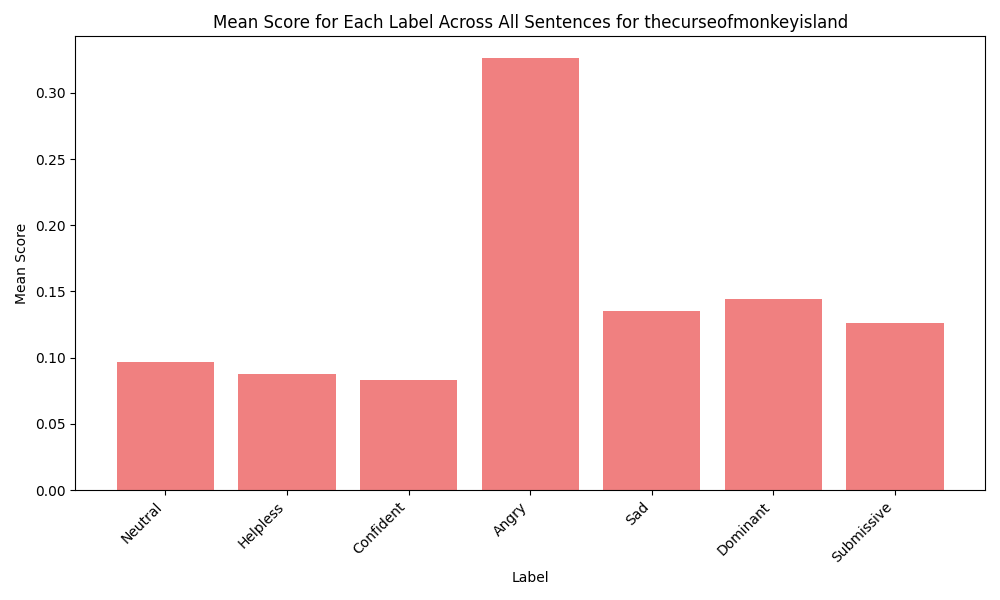 Mean Score for Each Label Across All Sentences for thecurseofmonkeyisland
Mean Score
0.30
0.25
0.20
0.15
0.10
0.05
0.00
Neutral
Helpless
Confident
Angry
Sad
Dominant
Submissive
Label